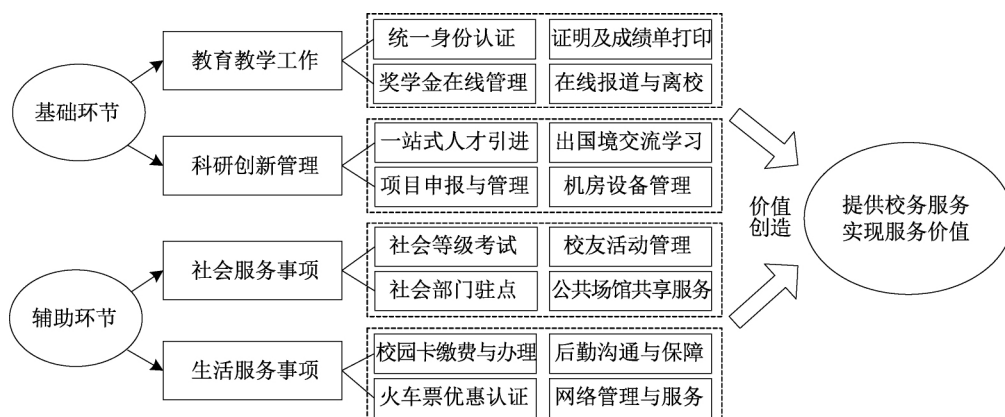 基础环节
教育教学工作
统一身份认证
证明及成绩单打印
奖学金在线管理
在线报道与离校
科研创新管理
一站式人才引进
出国境交流学习
项目申报与管理
机房设备管理
辅助环节
社会服务事项
社会等级考试
校友活动管理
社会部门驻点
公共场馆共享服务
生活服务事项
校园卡缴费与办理
后勤沟通与保障
火车票优惠认证
网络管理与服务
价值
创造
提供校务服务
实现服务价值